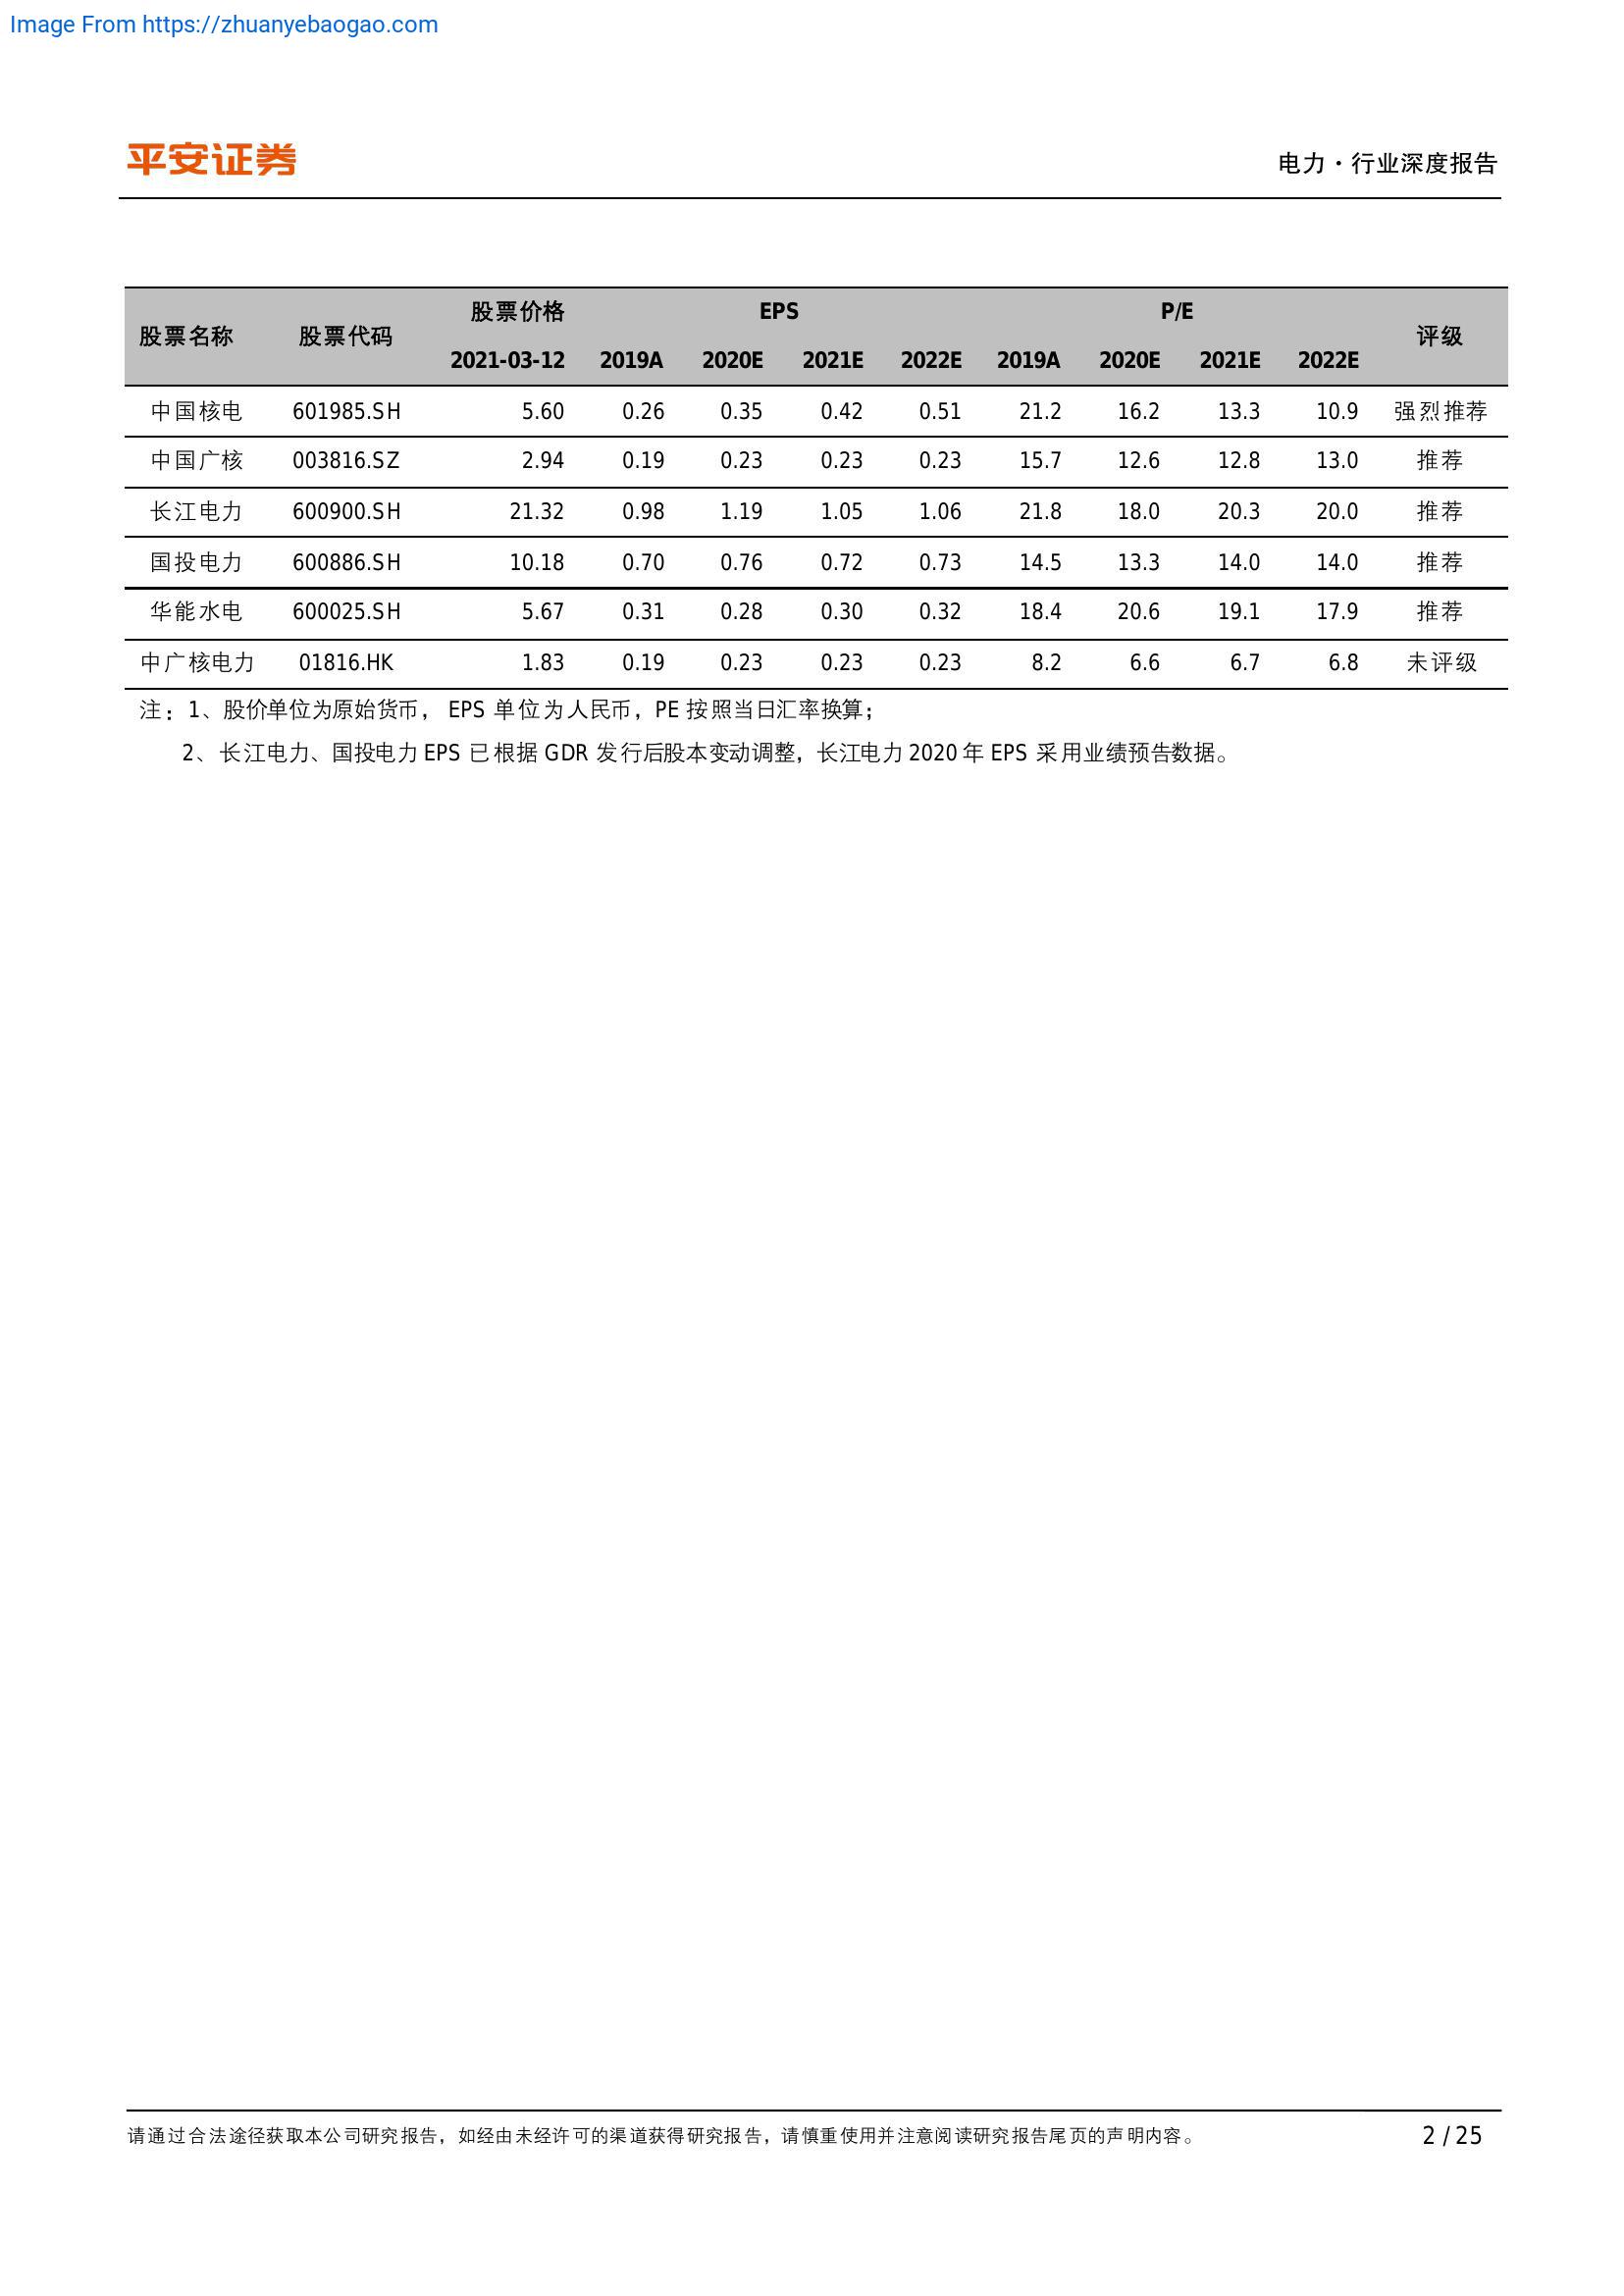 Image From https://zhuanyebaogao.com
平安证券
电力·行业深度报告
股票名称 股票代码 股票价格 EPS P/E 评级
2021-03-12 2019A 2020E 2021E 2022E 2019A 2020E 2021E 2022E
中国核电 601985.SH 5.60 0.26 0.35 0.42 0.51 21.2 16.2 13.3 10.9 强烈推荐
中国广核 003816.SZ 2.94 0.19 0.23 0.23 0.23 15.7 12.6 12.8 13.0 推荐
长江电力 600900.SH 21.32 0.98 1.19 1.05 1.06 21.8 18.0 20.3 20.0 推荐
国投电力 600886.SH 10.18 0.70 0.76 0.72 0.73 14.5 13.3 14.0 14.0 推荐
华能水电 600025.SH 5.67 0.31 0.28 0.30 0.32 18.4 20.6 19.1 17.9 推荐
中广核电力 01816.HK 1.83 0.19 0.23 0.23 0.23 8.2 6.6 6.7 6.8 未评级
注：1、股价单位为原始货币，EPS 单位为人民币，PE 按照当日汇率换算；
2、长江电力、国投电力 EPS 已根据 GDR 发行后股本变动调整，长江电力 2020 年 EPS 采用业绩预告数据。
请通过合法途径获取本公司研究报告，如经由未经许可的渠道获得研究报告，请慎重使用并注意阅读研究报告尾页的声明内容。
2 / 25